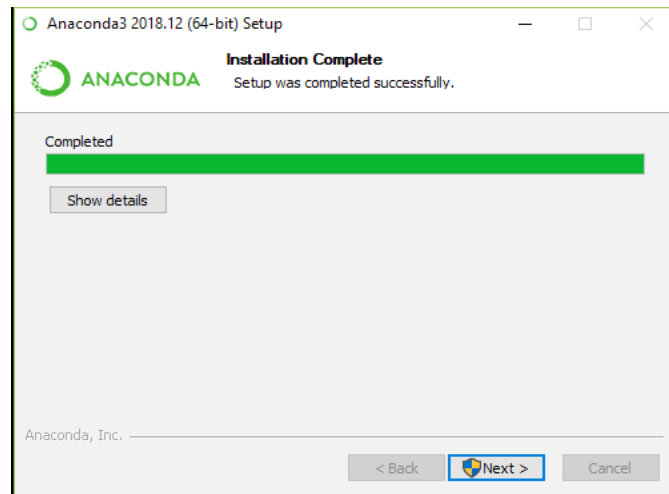 Anaconda3 2018.12 (64-bit) Setup
ANACONDA
Installation Complete
Setup was completed successfully.
Completed
Show details
Anaconda, Inc.
< Back
Next >
Cancel